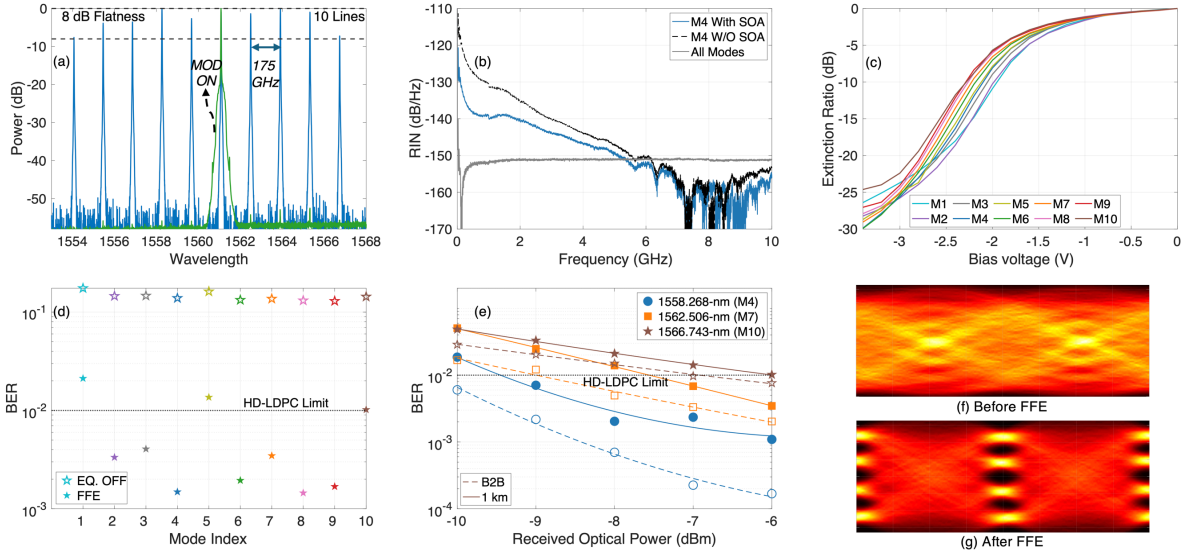 8 dB Flatness
10 Lines
(a)
MOD
ON
175
GHz
Power (dB)
0
-10
-20
-30
-40
-50
1554 1556 1558 1560 1562 1564 1566 1568
Wavelength
(b)
M4 With SOA
M4 W/O SOA
All Modes
RIN (dB/Hz)
-110
-120
-130
-140
-150
-160
-170
0 2 4 6 8 10
Frequency (GHz)
(c)
Extinction Ratio (dB)
0
-5
-10
-15
-20
-25
-30
M1 M3 M5 M7 M9
M2 M4 M6 M8 M10
-3 -2.5 -2 -1.5 -1 -0.5 0
Bias voltage (V)
(d)
BER
10-1
10-2
10-3
HD-LDPC Limit
EQ. OFF
FFE
1 2 3 4 5 6 7 8 9 10
Mode Index
(e)
1558.268-nm (M4)
1562.506-nm (M7)
1566.743-nm (M10)
BER
10-1
10-2
10-3
10-4
HD-LDPC Limit
B2B
1 km
-10 -9 -8 -7 -6
Received Optical Power (dBm)
(f) Before FFE
(g) After FFE